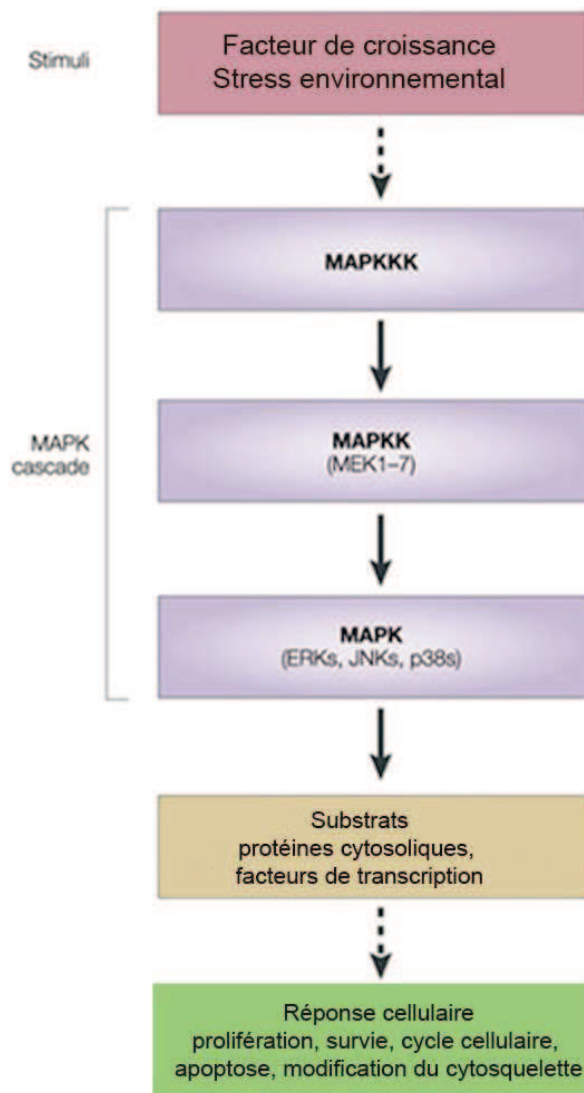 Stimuli
Facteur de croissance
Stress environnemental
MAPKKK
MAPK
cascade
MAPKK
(MEK1–7)
MAPK
(ERKs, JNKs, p38s)
Substrats
protéines cytosoliques,
facteurs de transcription
Réponse cellulaire
prolifération, survie, cycle cellulaire,
apoptose, modification du cytosquelette